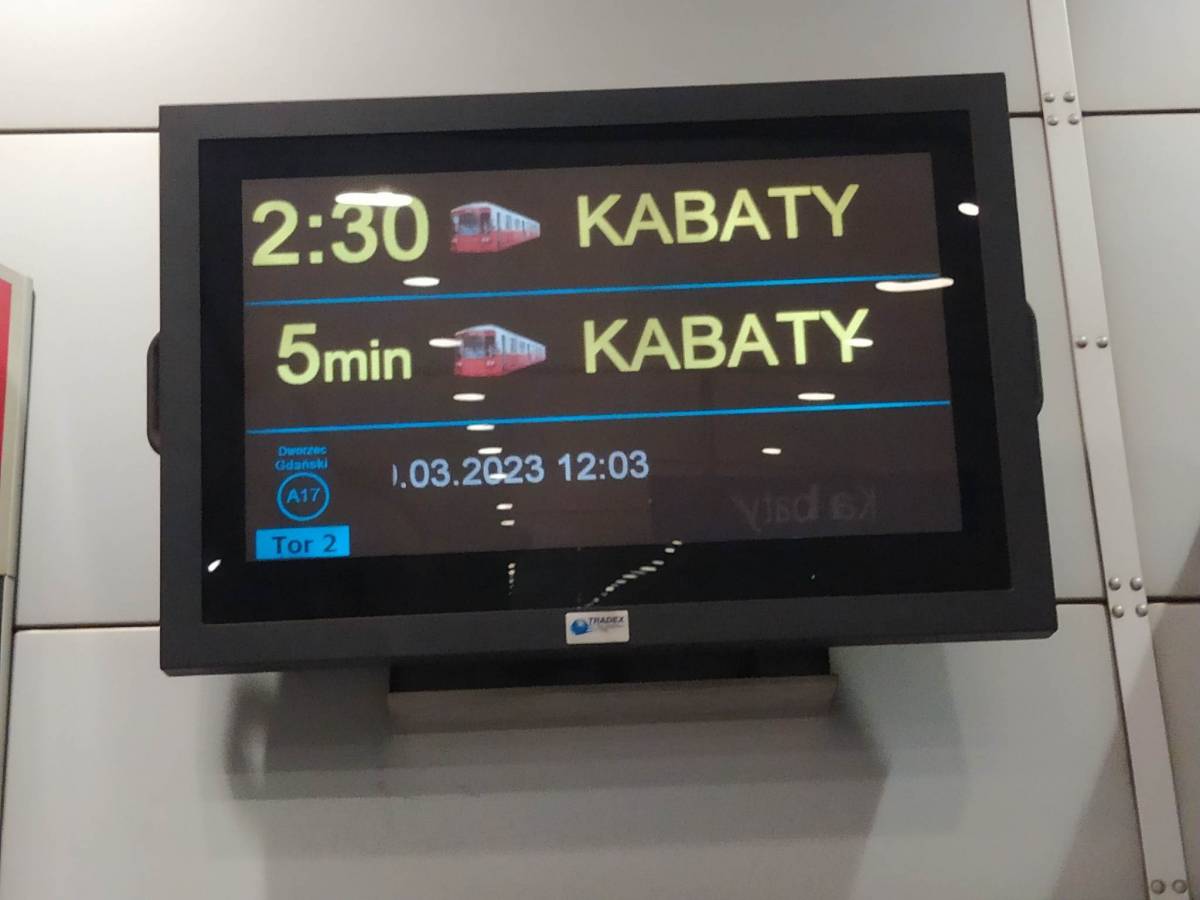 2:30 KABATY
5min KABATY
Dworzec
Gdański
A17
.03.2023 12:03
Tor 2
TRADEX